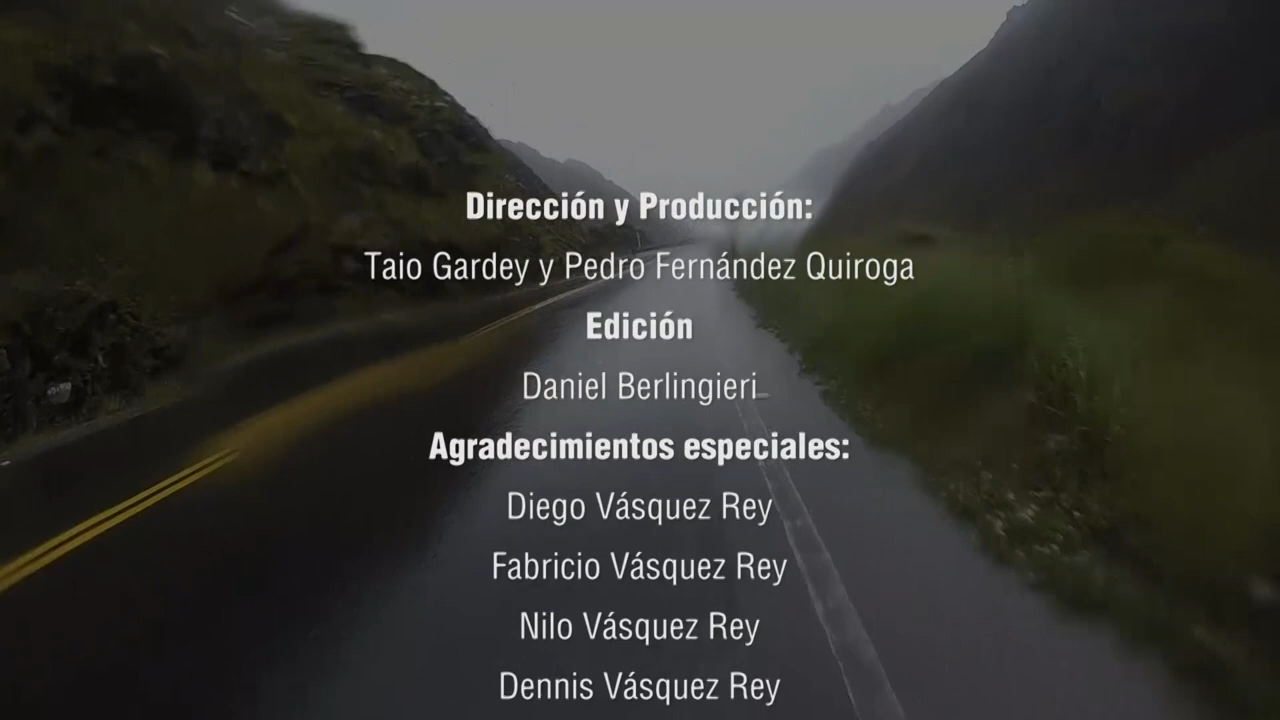 Dirección y Producción:
Taio Gardey y Pedro Fernández Quiroga
Edición
Daniel Berlingieri
Agradecimientos especiales:
Diego Vásquez Rey
Fabricio Vásquez Rey
Nilo Vásquez Rey
Dennis Vásquez Rey